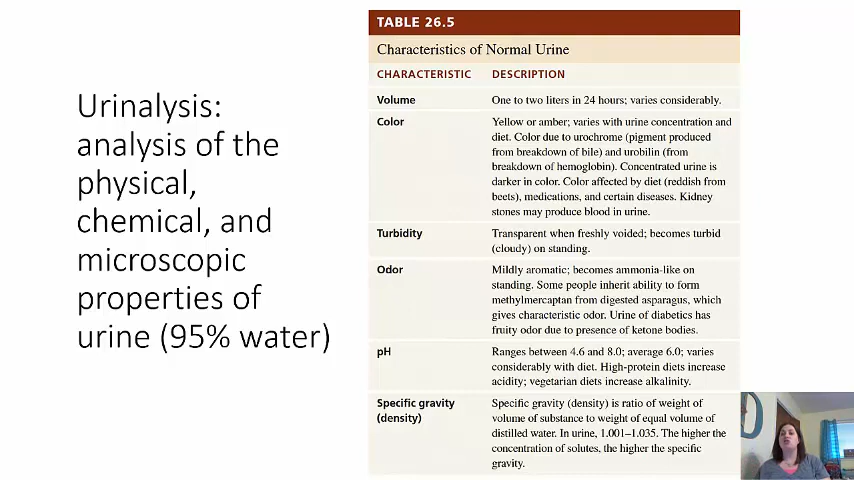 Urinalysis:
analysis of the
physical,
chemical, and
microscopic
properties of
urine (95% water)
TABLE 26.5
Characteristics of Normal Urine
CHARACTERISTIC DESCRIPTION
Volume One to two liters in 24 hours; varies considerably.
Color Yellow or amber; varies with urine concentration and
diet. Color due to urochrome (pigment produced
from breakdown of bile) and urobilin (from
breakdown of hemoglobin). Concentrated urine is
darker in color. Color affected by diet (reddish from
beets), medications, and certain diseases. Kidney
stones may produce blood in urine.
Turbidity Transparent when freshly voided; becomes turbid
(cloudy) on standing.
Odor Mildly aromatic; becomes ammonia-like on
standing. Some people inherit ability to form
methylmercaptan from digested asparagus, which
gives characteristic odor. Urine of diabetics has
fruity odor due to presence of ketone bodies.
pH Ranges between 4.6 and 8.0; average 6.0; varies
considerably with diet. High-protein diets increase
acidity; vegetarian diets increase alkalinity.
Specific gravity Specific gravity (density) is ratio of weight of
(density) volume of substance to weight of equal volume of
distilled water. In urine, 1.001–1.035. The higher the
concentration of solutes, the higher the specific
gravity.